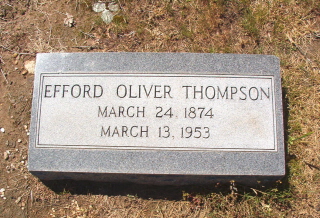 EFFORD OLIVER THOMPSON
MARCH 24, 1874
MARCH 13, 1953